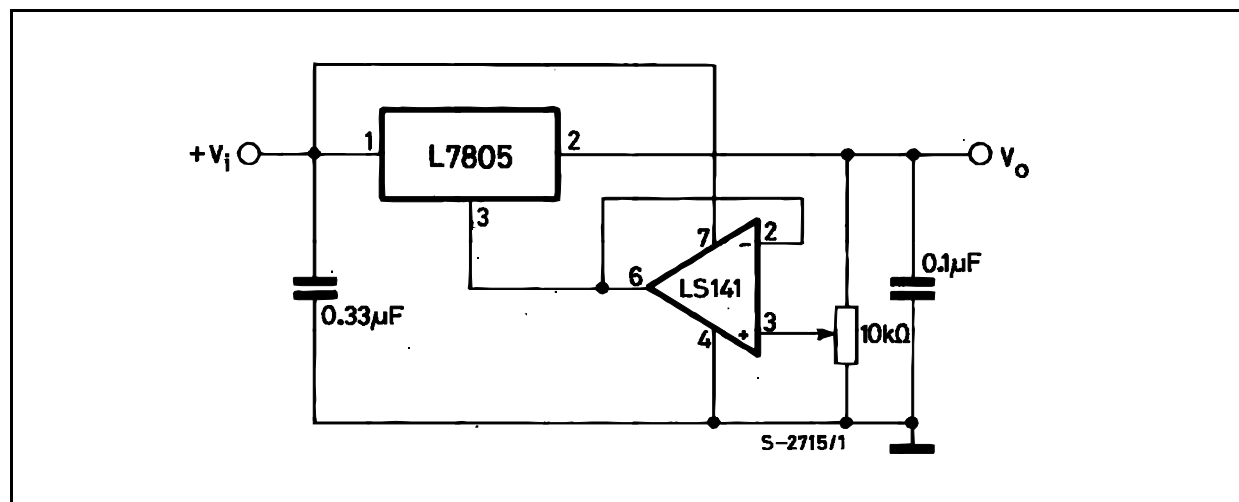 +Vi
1
L7805
2
Vo
3
7
2
-
6
LS141
0.1µF
0.33µF
4
+
3
10kΩ
S-2715/1